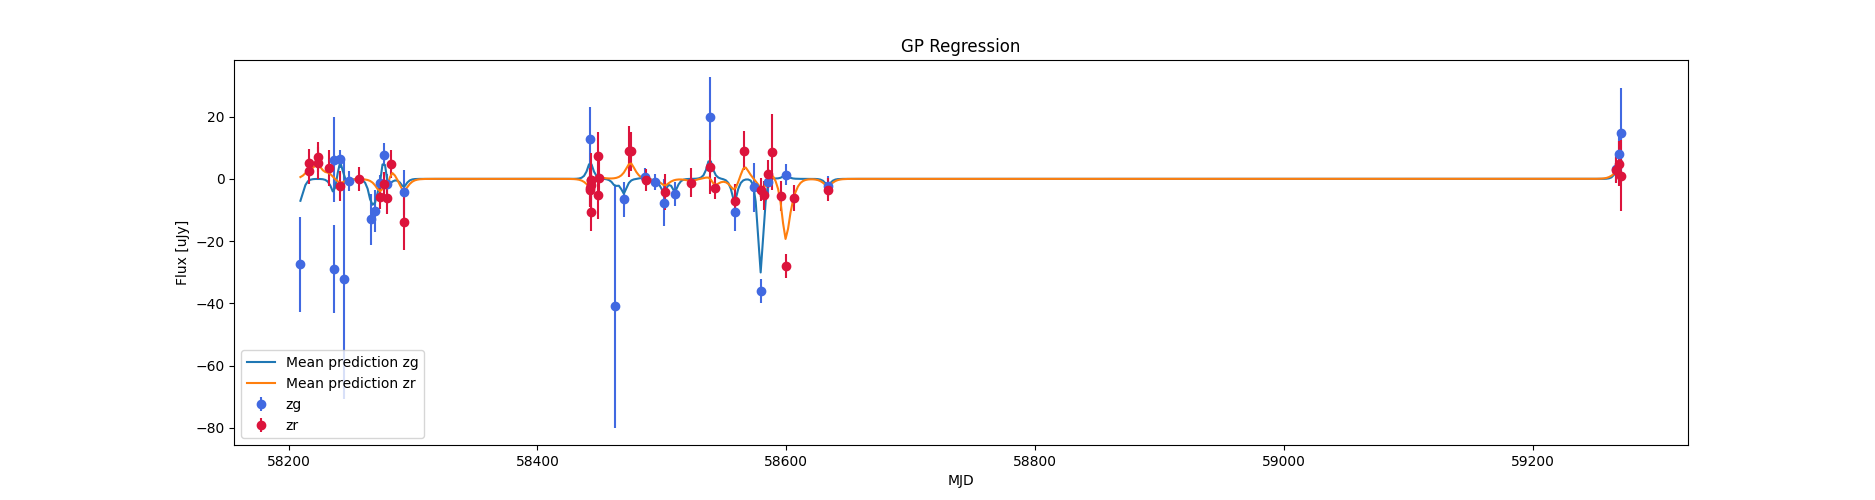 GP Regression
20
0
−20
−40
−60
−80
Flux [uJy]
Mean prediction zg
Mean prediction zr
zg
zr
58200
58400
58600
58800
59000
59200
MJD